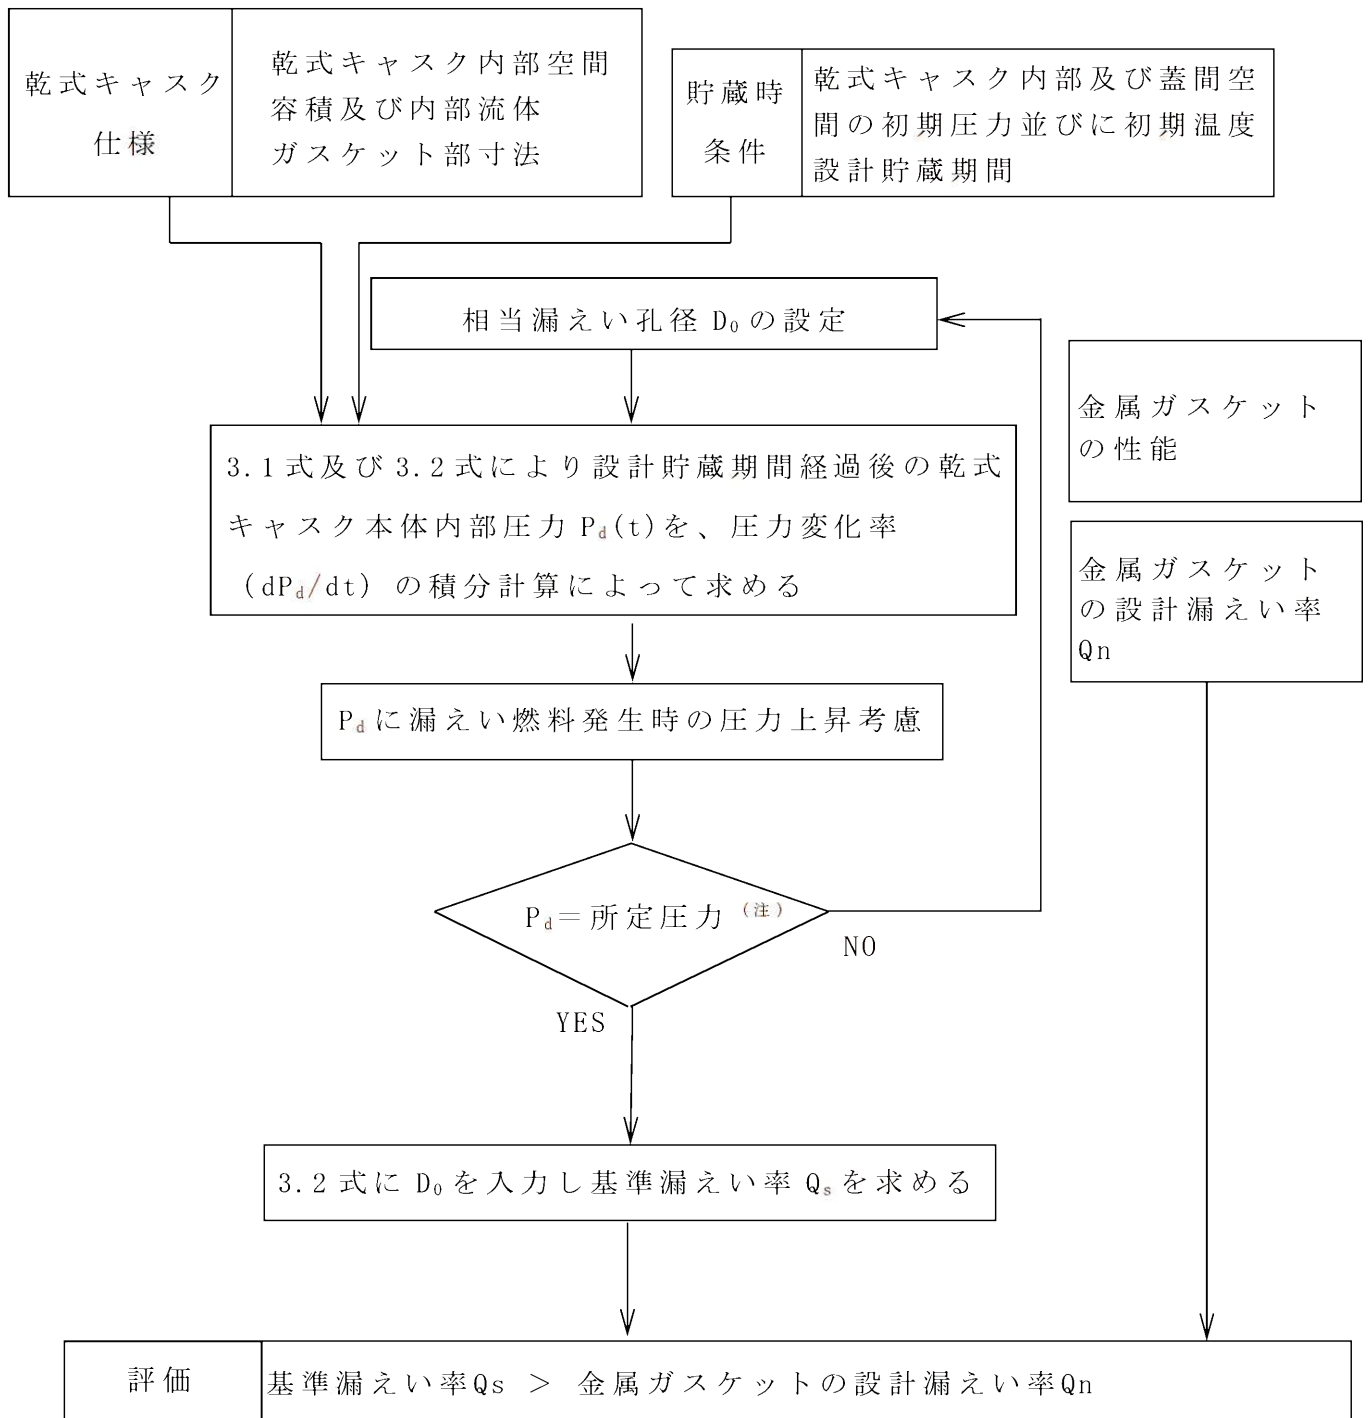 乾式キャスク
仕様
乾式キャスク内部空間
容積及び内部流体
ガスケット部寸法
貯蔵時
条件
乾式キャスク内部及び蓋間空
間の初期圧力並びに初期温度
設計貯蔵期間
相当漏えい孔径 D₀ の設定
3.1 式及び 3.2 式により設計貯蔵期間経過後の乾式
キャスク本体内部圧力 Pd(t)を、圧力変化率
(dPd/dt) の積分計算によって求める
金属ガスケット
の性能
金属ガスケット
の設計漏えい率
Qn
Pdに漏えい燃料発生時の圧力上昇考慮
Pd＝所定圧力 (注)
NO
YES
3.2 式に D₀ を入力し基準漏えい率 Qsを求める
評価
基準漏えい率Qs > 金属ガスケットの設計漏えい率Qn